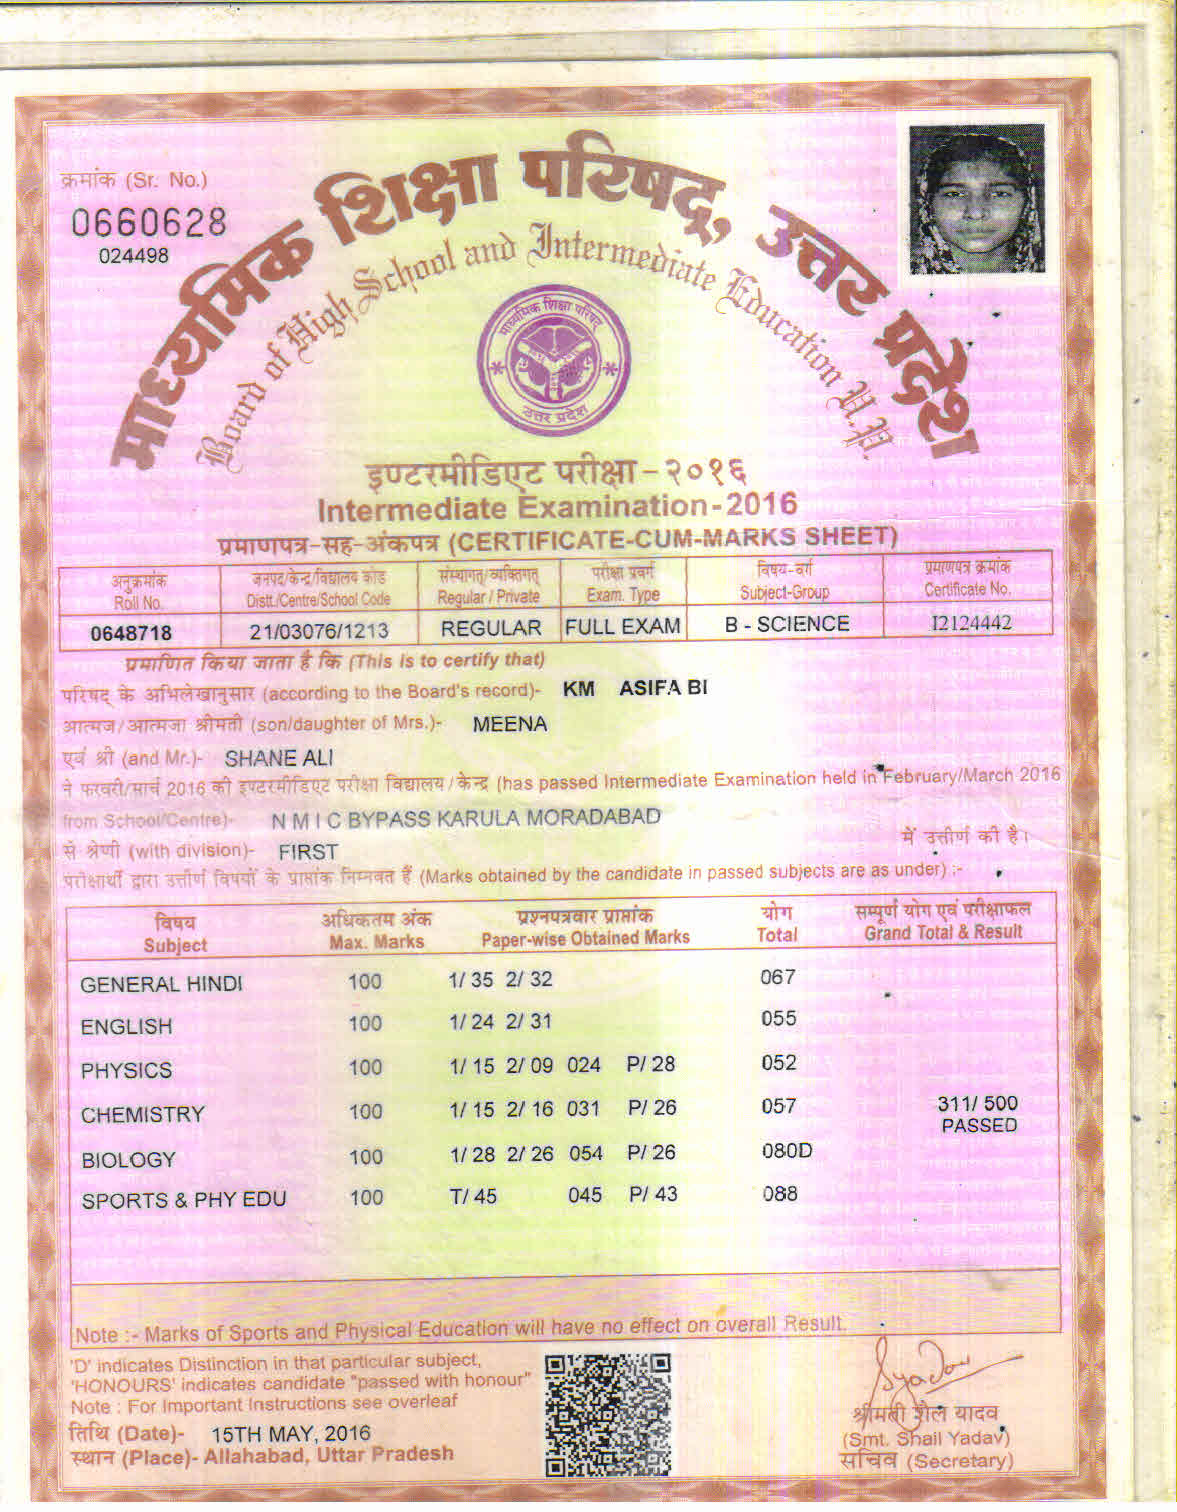 क्रमांक (Sr. No.)
0660628
024498
माध्यमिक शिक्षा परिषद्, उत्तर प्रदेश
Board of High School and Intermediate Education U.P.
माध्यमिक शिक्षा परिषद्
उत्तर प्रदेश
इण्टरमीडिएट परीक्षा-२०१६
Intermediate Examination-2016
प्रमाणपत्र-सह-अंकपत्र (CERTIFICATE-CUM-MARKS SHEET)
अनुक्रमांक जनपद/केन्द्र/विद्यालय कोड संस्थागत/व्यक्तिगत् परीक्षा प्रवर्ग विषय-वर्ग प्रमाणपत्र क्रमांक
Roll No. Distt./Centre/School Code Regular / Private Exam. Type Subject-Group Certificate No.
0648718 21/03076/1213 REGULAR FULL EXAM B - SCIENCE I2124442
प्रमाणित किया जाता है कि (This is to certify that)
परिषद् के अभिलेखानुसार (according to the Board's record)- KM ASIFA BI
आत्मज/आत्मजा श्रीमती (son/daughter of Mrs.)- MEENA
एवं श्री (and Mr.)- SHANE ALI
ने फरवरी/मार्च 2016 की इण्टरमीडिएट परीक्षा विद्यालय/केन्द्र (has passed Intermediate Examination held in February/March 2016
from School/Centre)- N M I C BYPASS KARULA MORADABAD
से श्रेणी (with division)- FIRST में उत्तीर्ण की है।
परीक्षार्थी द्वारा उत्तीर्ण विषयों के प्राप्तांक निम्नवत हैं (Marks obtained by the candidate in passed subjects are as under) :-
विषय अधिकतम अंक प्रश्नपत्रवार प्राप्तांक योग सम्पूर्ण योग एवं परीक्षाफल
Subject Max. Marks Paper-wise Obtained Marks Total Grand Total & Result
GENERAL HINDI 100 1/ 35 2/ 32 067
ENGLISH 100 1/ 24 2/ 31 055
PHYSICS 100 1/ 15 2/ 09 024 P/ 28 052
CHEMISTRY 100 1/ 15 2/ 16 031 P/ 26 057 311/ 500
PASSED
BIOLOGY 100 1/ 28 2/ 26 054 P/ 26 080D
SPORTS & PHY EDU 100 T/ 45 045 P/ 43 088
Note :- Marks of Sports and Physical Education will have no effect on overall Result.
'D' indicates Distinction in that particular subject,
'HONOURS' indicates candidate "passed with honour"
Note : For Important Instructions see overleaf
तिथि (Date)- 15TH MAY, 2016
स्थान (Place)- Allahabad, Uttar Pradesh
श्रीमती शैल यादव
(Smt. Shail Yadav)
सचिव (Secretary)